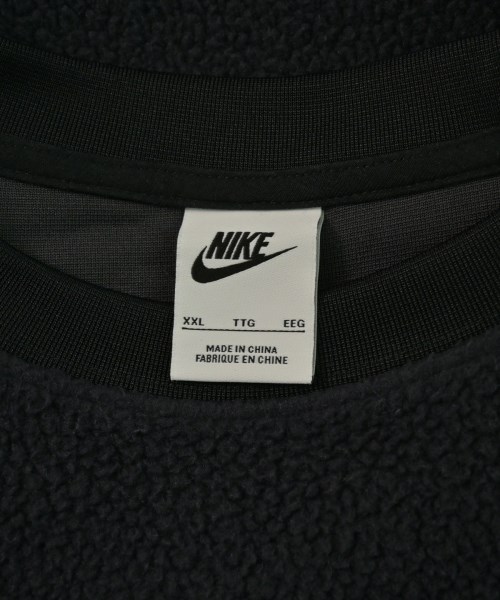 NIKE
XXL TTG EEG
MADE IN CHINA
FABRIQUE EN CHINE